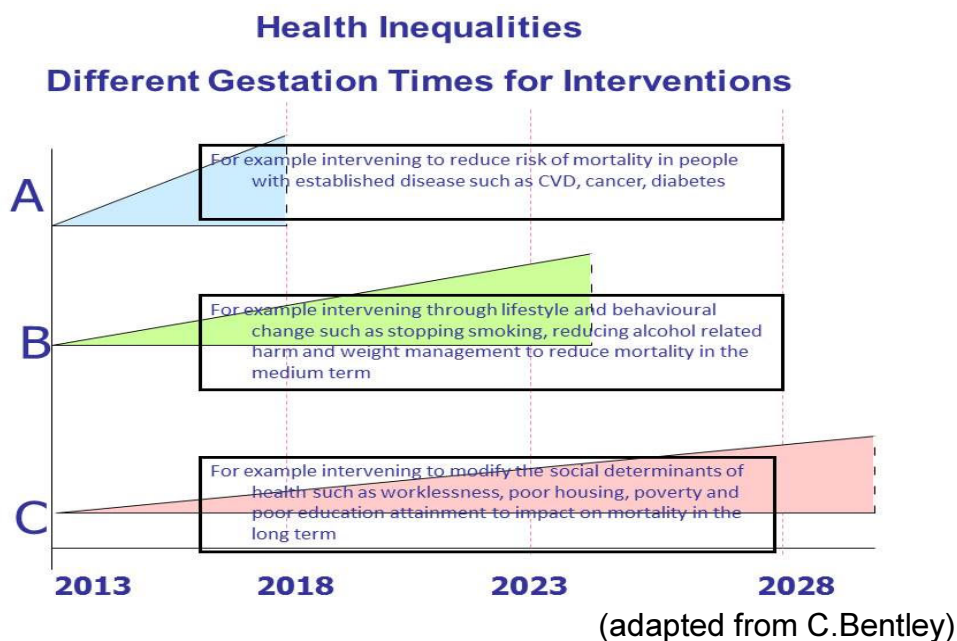 Health Inequalities
Different Gestation Times for Interventions
A
For example intervening to reduce risk of mortality in people
with established disease such as CVD, cancer, diabetes
B
For example intervening through lifestyle and behavioural
change such as stopping smoking, reducing alcohol related
harm and weight management to reduce mortality in the
medium term
C
For example intervening to modify the social determinants of
health such as worklessness, poor housing, poverty and
poor education attainment to impact on mortality in the
long term
2013 2018 2023 2028
(adapted from C.Bentley)